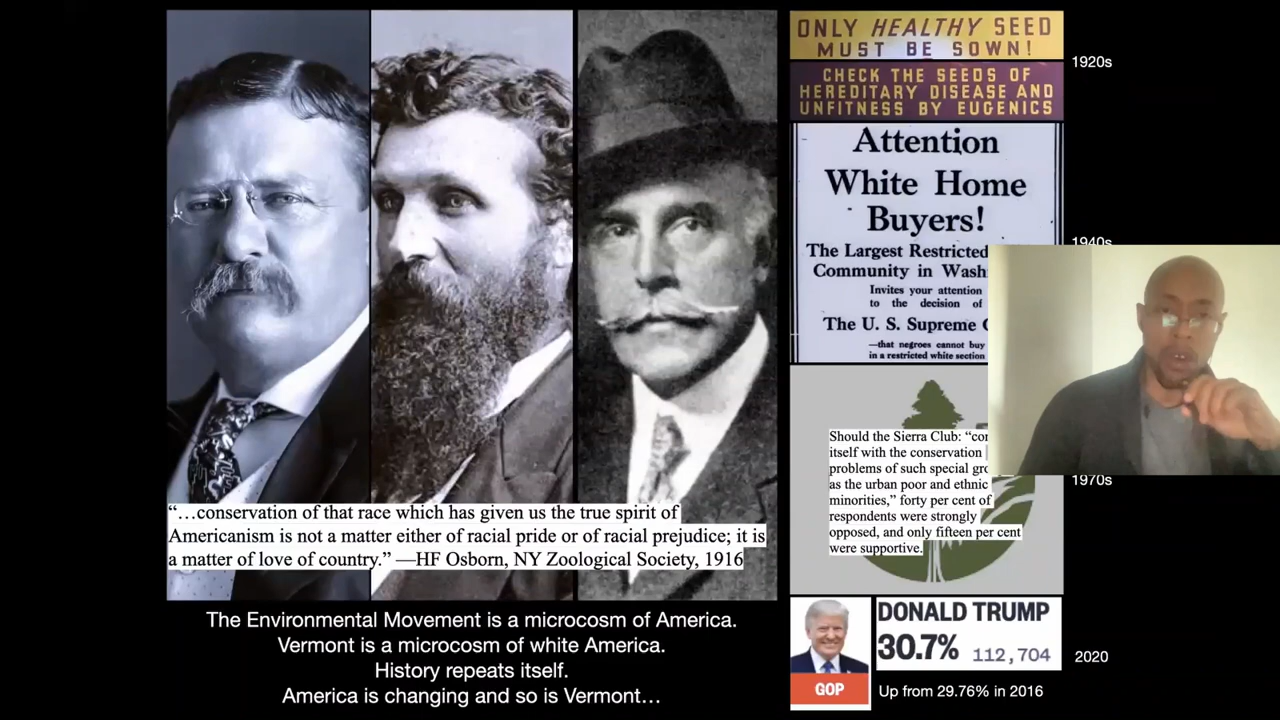 ONLY HEALTHY SEED
MUST BE SOWN!
CHECK THE SEEDS OF
HEREDITARY DISEASE AND
UNFITNESS BY EUGENICS
1920s
Attention
White Home
Buyers!
The Largest Restricted
Community in Wash
Invites your attention
to the decision of
The U. S. Supreme
—that negroes cannot buy
in a restricted white section
1940s
Should the Sierra Club: “con
itself with the conservation
problems of such special gro
as the urban poor and ethnic
minorities,” forty per cent of
respondents were strongly
opposed, and only fifteen per cent
were supportive.
1970s
“…conservation of that race which has given us the true spirit of
Americanism is not a matter either of racial pride or of racial prejudice; it is
a matter of love of country.” —HF Osborn, NY Zoological Society, 1916
The Environmental Movement is a microcosm of America.
Vermont is a microcosm of white America.
History repeats itself.
America is changing and so is Vermont…
DONALD TRUMP
30.7% 112,704
GOP
2020
Up from 29.76% in 2016